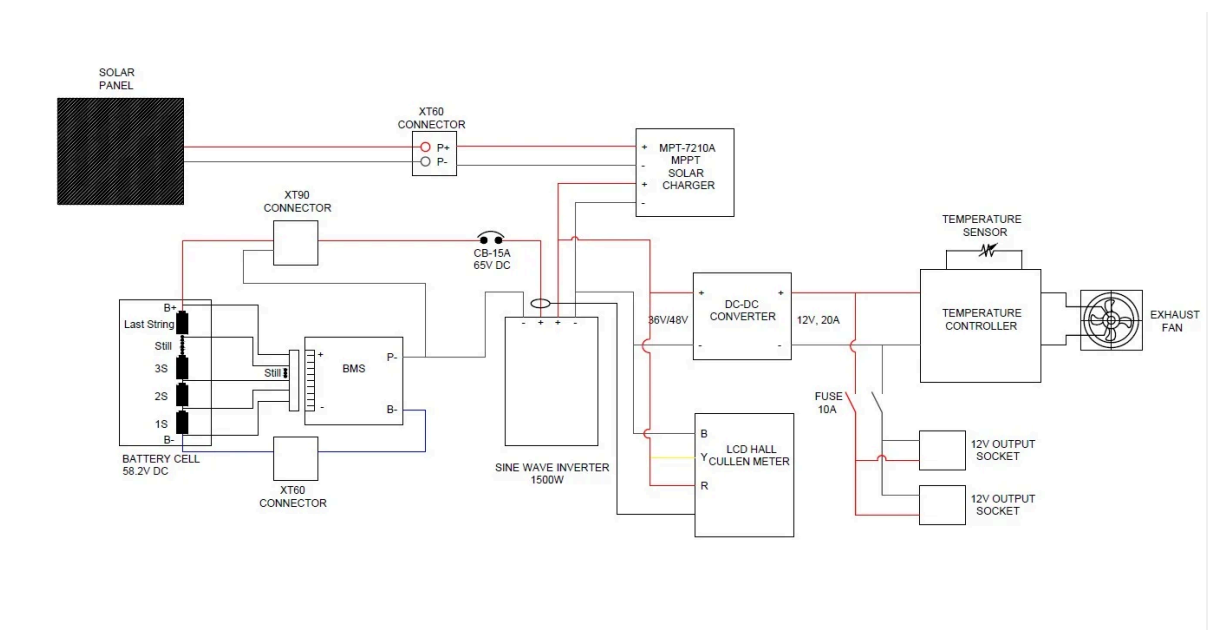 SOLAR
PANEL
XT60
CONNECTOR
P+
P-
+
-
+
-
MPT-7210A
MPPT
SOLAR
CHARGER
XT90
CONNECTOR
CB-15A
65V DC
TEMPERATURE
SENSOR
B+
Last String
Still
3S
2S
1S
B-
BATTERY CELL
58.2V DC
Still
+
-
BMS
P-
B-
XT60
CONNECTOR
- + + -
SINE WAVE INVERTER
1500W
36V/48V
+ +
DC-DC
CONVERTER
- -
12V, 20A
TEMPERATURE
CONTROLLER
EXHAUST
FAN
FUSE
10A
B
Y
R
LCD HALL
CULLEN METER
12V OUTPUT
SOCKET
12V OUTPUT
SOCKET